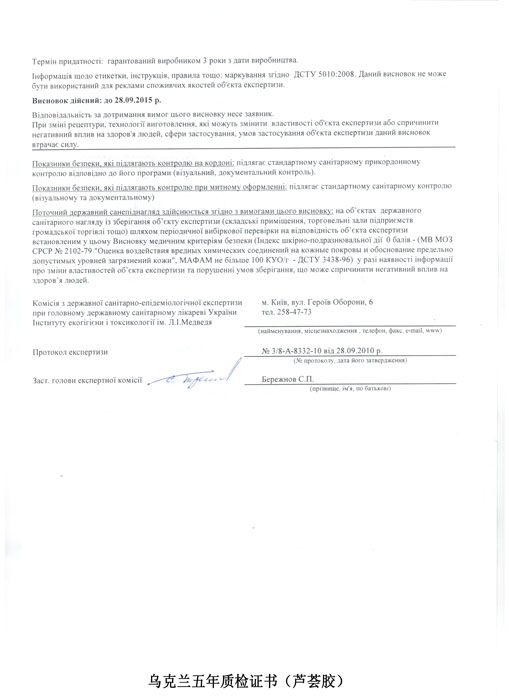 Термін придатності: гарантований виробником 3 роки з дати виробництва.
Інформація щодо етикетки, інструкція, правила тощо: маркування згідно ДСТУ 5010:2008. Даний висновок не може
бути використаний для реклами споживчих якостей об'єкта експертизи.
Висновок дійсний: до 28.09.2015 р.
Відповідальність за дотримання вимог цього висновку несе заявник.
При зміні рецептури, технології виготовлення, які можуть змінити властивості об'єкта експертизи або спричинити
негативний вплив на здоров'я людей, сфери застосування, умов застосування об'єкта експертизи даний висновок
втрачає силу.
Показники безпеки, які підлягають контролю на кордоні: підлягає стандартному санітарному прикордонному
контролю відповідно до його програми (візуальний, документальний контроль).
Показники безпеки, які підлягають контролю при митному оформленні: підлягає стандартному санітарному контролю
(візуальному та документальному)
Поточний державний санепіднагляд здійснюється згідно з вимогами цього висновку: на об'єктах державного
санітарного нагляду із зберігання об'єкту експертизи (складські приміщення, торговельні зали підприємств
громадської торгівлі тощо) шляхом періодичної вибіркової перевірки на відповідність об'єкту експертизи
встановленим у цьому Висновку медичним критеріям безпеки (Індекс шкірно-подразнювальної дії 0 балів - (МВ МОЗ
СРСР № 2102-79 "Оценка воздействия вредных химических соединений на кожные покровы и обоснование предельно
допустимых уровней загрязнений кожи", МАФАМ не більше 100 КУО/г - ДСТУ 3438-96) у разі наявності інформації
про зміни властивостей об'єкта експертизи та порушенні умов зберігання, що може спричинити негативний вплив на
здоров'я людей.
Комісія з державної санітарно-епідеміологічної експертизи
при головному державному санітарному лікареві України
Інституту екогігієни і токсикології ім. Л.І.Медведя
м. Київ, вул. Героїв Оборони, 6
тел. 258-47-73
(найменування, місцезнаходження , телефон, факс, e-mail, www)
Протокол експертизи
№ 3/8-А-8332-10 від 28.09.2010 р.
(№ протоколу, дата його затвердження)
Заст. голови експертної комісії
Бережнов С.П.
(прізвище, ім'я, по батькові)
乌克兰五年质检证书（芦荟胶）